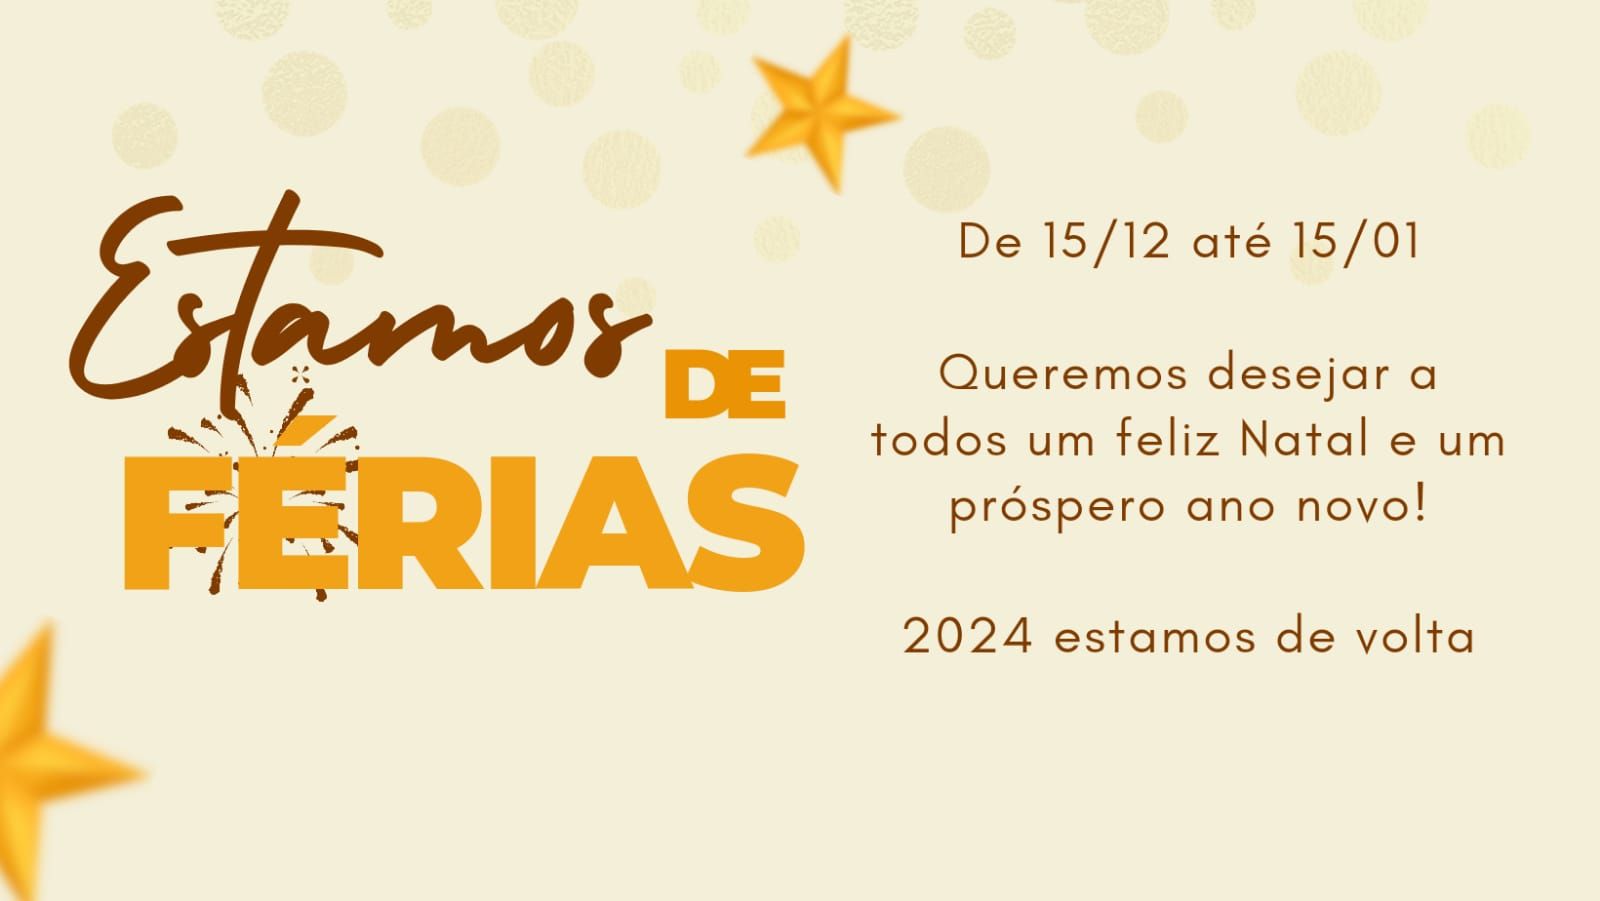 Estamos
DE
FÉRIAS
De 15/12 até 15/01
Queremos desejar a
todos um feliz Natal e um
próspero ano novo!
2024 estamos de volta